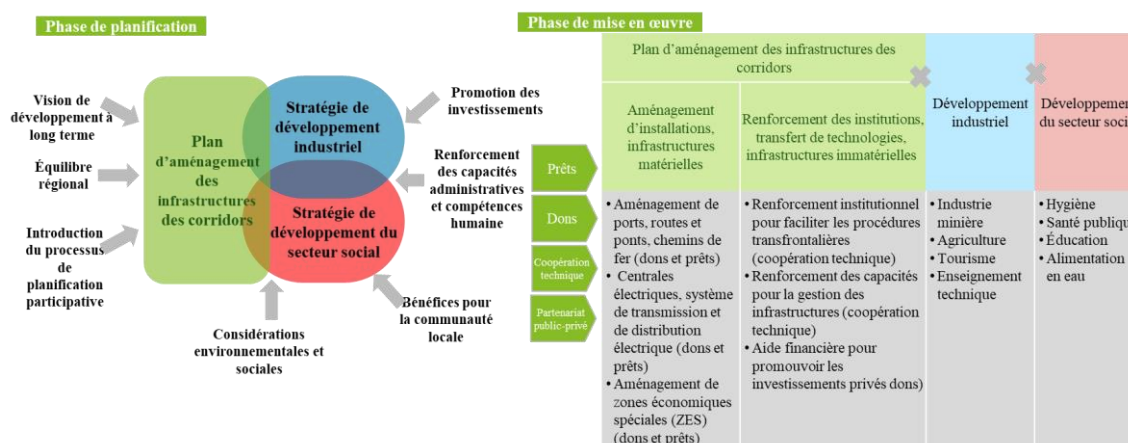 Phase de planification
Vision de
développement à
long terme
Équilibre
régional
Introduction du processus de
planification participative
Plan
d'aménagement
des
infrastructures
des corridors
Stratégie de
développement
industriel
Stratégie de
développement du
secteur social
Promotion des
investissements
Renforcement
des capacités
administratives
et compétences
humaine
Bénéfices pour
la communauté
locale
Considérations
environnementales et
sociales
Phase de mise en œuvre
Prêts
Dons
Coopération
technique
Partenariat
public-privé
Plan d'aménagement des infrastructures des
corridors
Aménagement
d'installations,
infrastructures
matérielles
Renforcement des institutions,
transfert de technologies,
infrastructures immatérielles
Développement
industriel
Développemen
du secteur soci
• Aménagement de
ports, routes et
ponts, chemins de
fer (dons et prêts)
• Centrales
électriques, système
de transmission et
de distribution
électrique (dons et
prêts)
• Aménagement de
zones économiques
spéciales (ZES)
(dons et prêts)
• Renforcement institutionnel
pour faciliter les procédures
transfrontalières
(coopération technique)
• Renforcement des capacités
pour la gestion des
infrastructures (coopération
technique)
• Aide financière pour
promouvoir les
investissements privés dons)
• Industrie
minière
• Agriculture
• Tourisme
• Enseignement
technique
• Hygiène
• Santé publiqu
• Éducation
• Alimentation
en eau